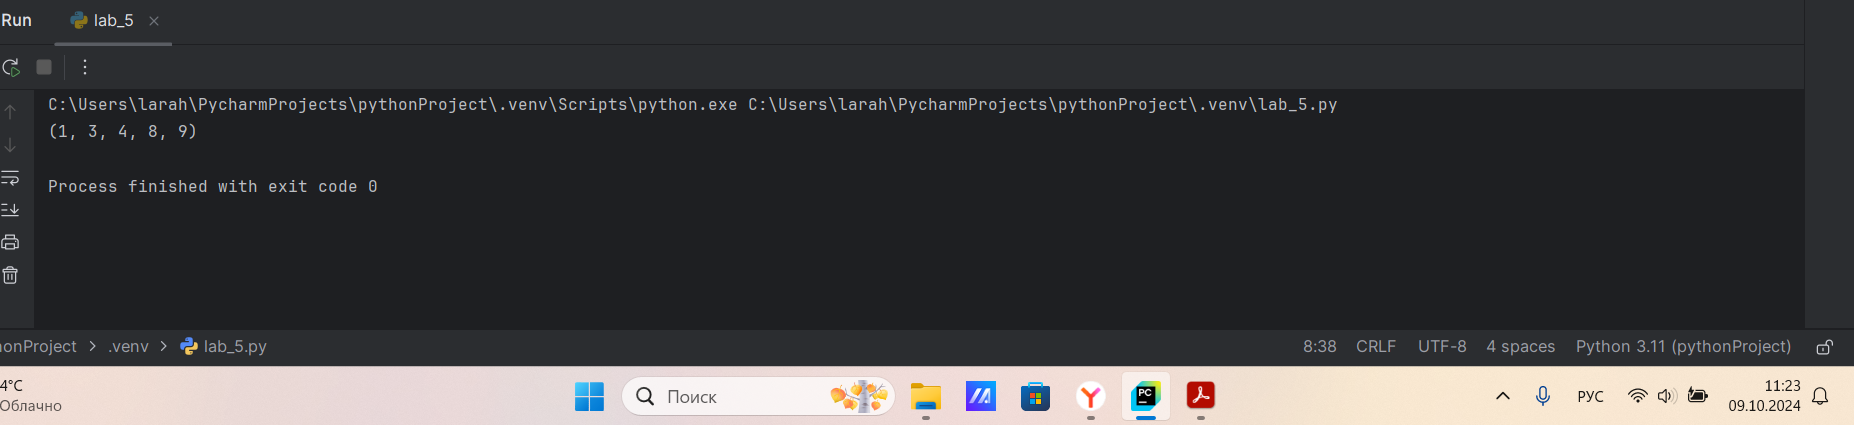 Run lab_5
C:\Users\larah\PycharmProjects\pythonProject\.venv\Scripts\python.exe C:\Users\larah\PycharmProjects\pythonProject\.venv\lab_5.py
(1, 3, 4, 8, 9)
Process finished with exit code 0
onProject > .venv > lab_5.py 8:38 CRLF UTF-8 4 spaces Python 3.11 (pythonProject)
4°C
Облачно
Поиск
PC
РУС
11:23
09.10.2024